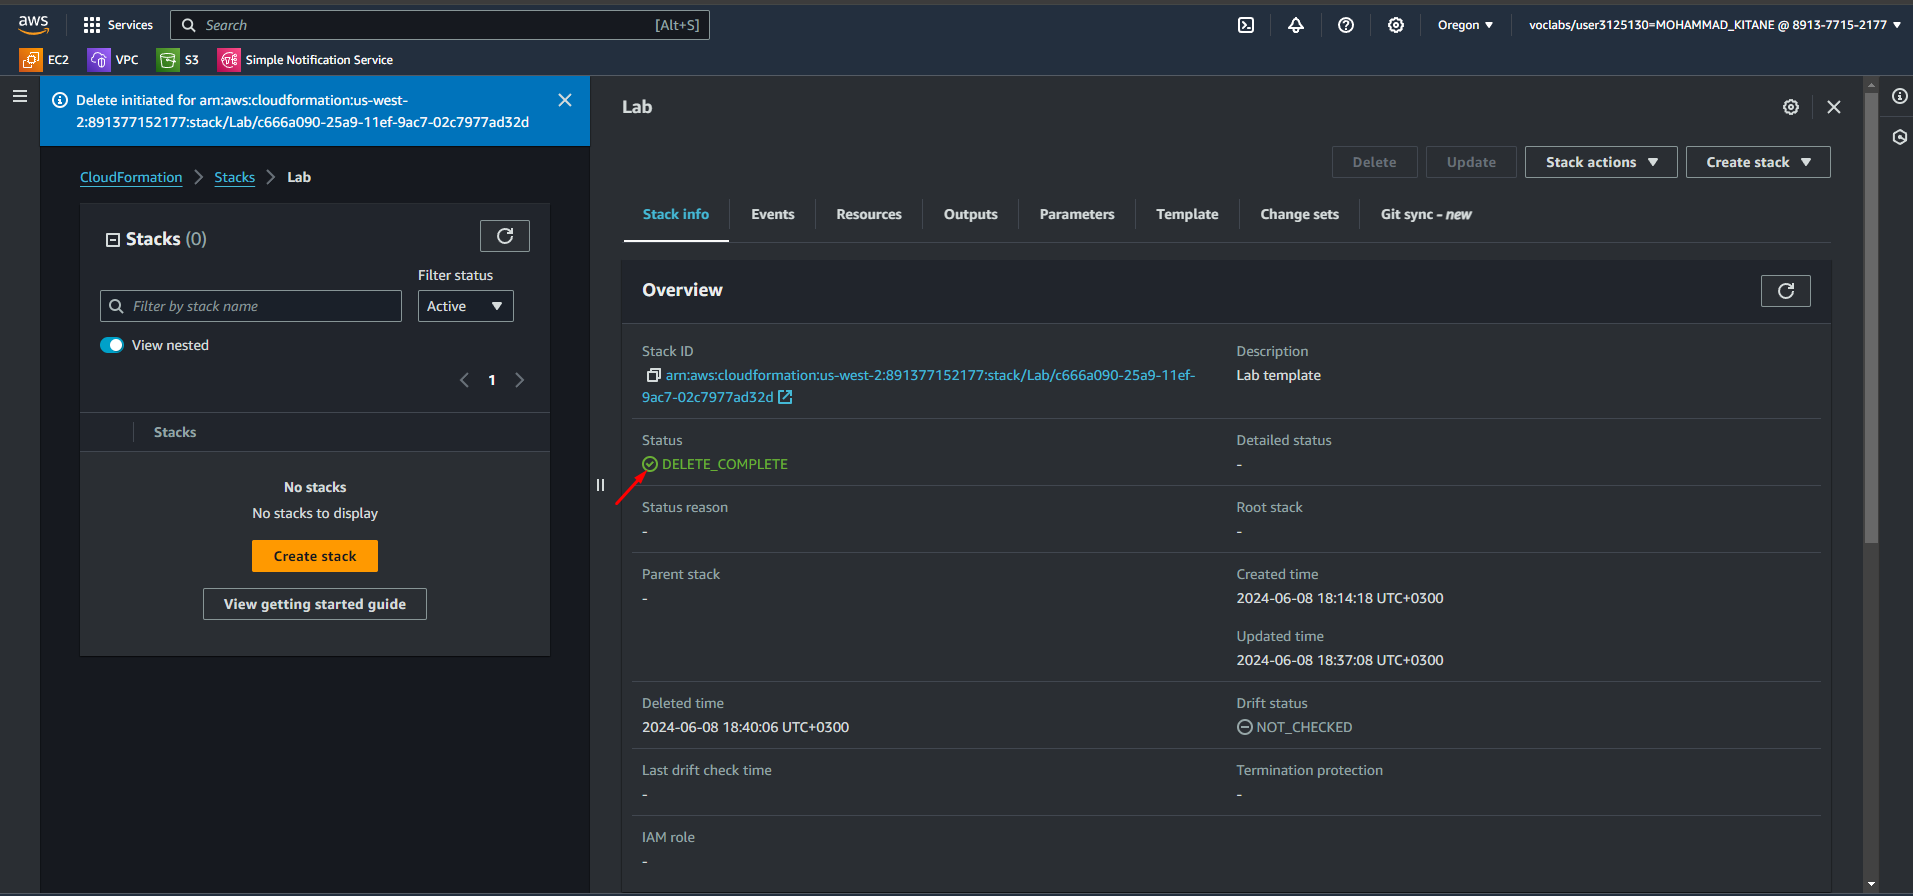 aws
Services
Search
[Alt+S]
Oregon
voclabs/user3125130=MOHAMMAD_KITANE @ 8913-7715-2177
EC2
VPC
S3
Simple Notification Service
Delete initiated for arn:aws:cloudformation:us-west-
2:891377152177:stack/Lab/c666a090-25a9-11ef-9ac7-02c7977ad32d
CloudFormation
Stacks
Lab
Stacks (0)
Filter status
Filter by stack name
Active
View nested
1
Stacks
No stacks
No stacks to display
Create stack
View getting started guide
Lab
Delete
Update
Stack actions
Create stack
Stack info
Events
Resources
Outputs
Parameters
Template
Change sets
Git sync - new
Overview
Stack ID
arn:aws:cloudformation:us-west-2:891377152177:stack/Lab/c666a090-25a9-11ef-
9ac7-02c7977ad32d
Description
Lab template
Status
DELETE_COMPLETE
Detailed status
-
Status reason
-
Root stack
-
Parent stack
-
Created time
2024-06-08 18:14:18 UTC+0300
Updated time
2024-06-08 18:37:08 UTC+0300
Deleted time
2024-06-08 18:40:06 UTC+0300
Drift status
NOT_CHECKED
Last drift check time
-
Termination protection
-
IAM role
-